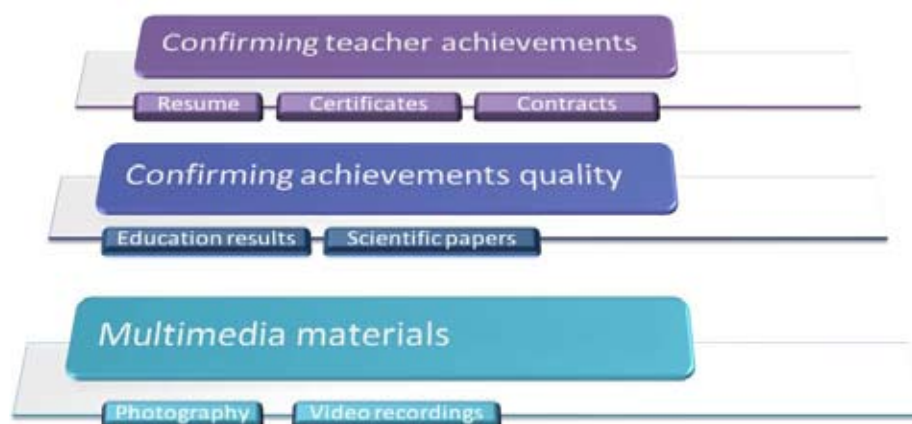 Confirming teacher achievements
Resume Certificates Contracts
Confirming achievements quality
Education results Scientific papers
Multimedia materials
Photography Video recordings